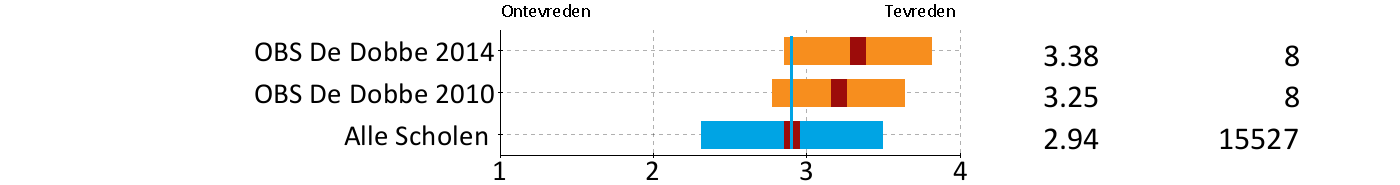 Ontevreden Tevreden
OBS De Dobbe 2014 3.38 8
OBS De Dobbe 2010 3.25 8
Alle Scholen 2.94 15527
1 2 3 4